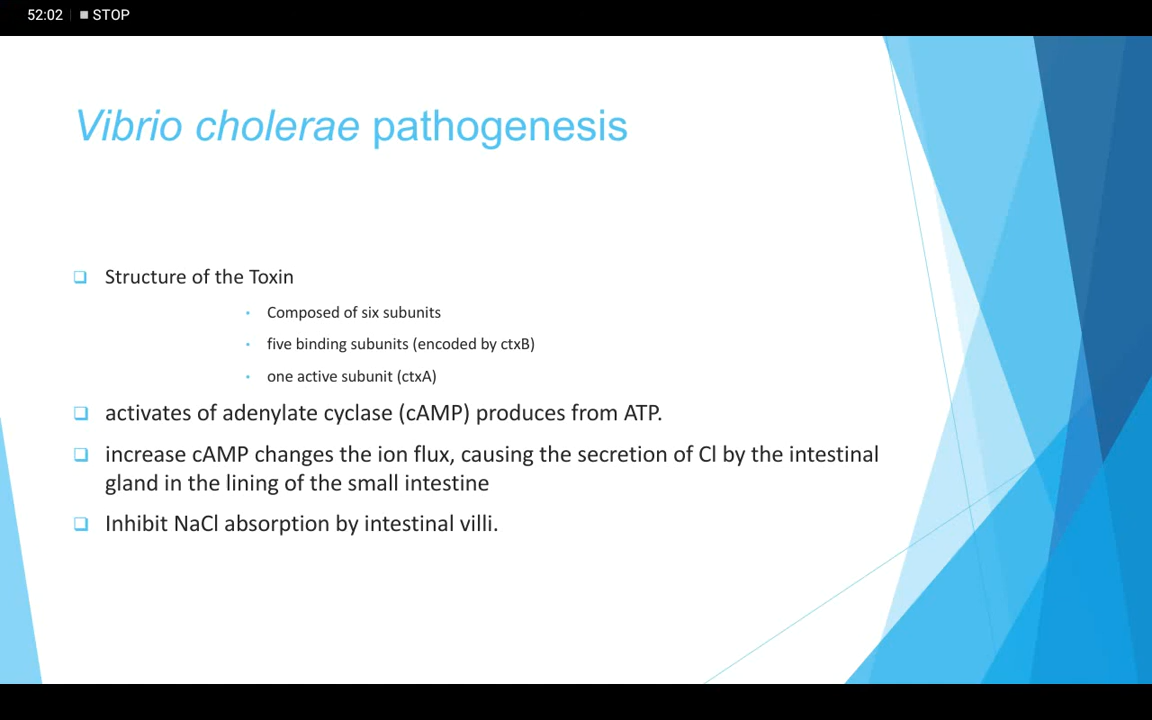 52:02 STOP
Vibrio cholerae pathogenesis
Structure of the Toxin
Composed of six subunits
five binding subunits (encoded by ctxB)
one active subunit (ctxA)
activates of adenylate cyclase (cAMP) produces from ATP.
increase cAMP changes the ion flux, causing the secretion of Cl by the intestinal
gland in the lining of the small intestine
Inhibit NaCl absorption by intestinal villi.